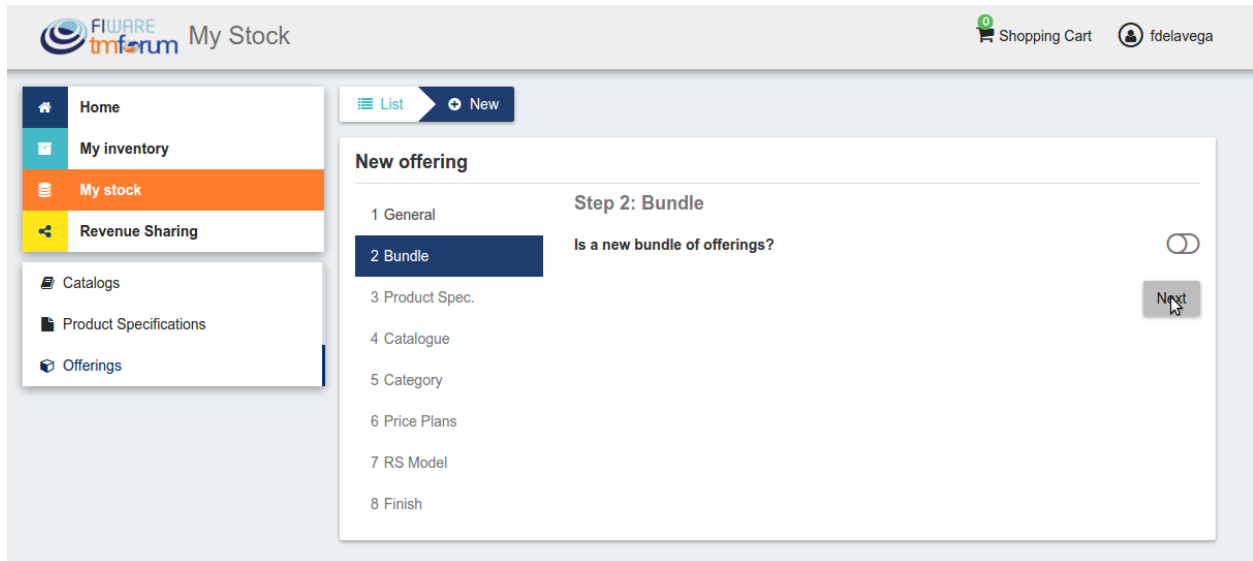 FIWARE
tmforum
My Stock
0
Shopping Cart
fdelavega
Home
My inventory
My stock
Revenue Sharing
Catalogs
Product Specifications
Offerings
List
New
New offering
1 General
2 Bundle
3 Product Spec.
4 Catalogue
5 Category
6 Price Plans
7 RS Model
8 Finish
Step 2: Bundle
Is a new bundle of offerings?
Next